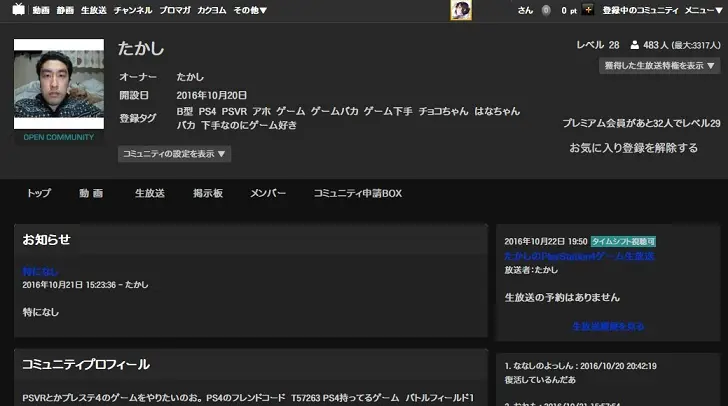 動画 静画 生放送 チャンネル ブロマガ カクヨム その他▼
さん 0 pt + 登録中のコミュニティ メニュー▼
たかし
レベル 28 483人 (最大:3317人)
獲得した生放送特権を表示 ▼
オーナー たかし
開設日 2016年10月20日
登録タグ B型 PS4 PSVR アホ ゲーム ゲームバカ ゲーム下手 チョコちゃん はなちゃん
バカ 下手なのにゲーム好き
プレミアム会員があと32人でレベル29
OPEN COMMUNITY
お気に入り登録を解除する
コミュニティの設定を表示 ▼
トップ 動画 生放送 掲示板 メンバー コミュニティ申請BOX
お知らせ
特になし
2016年10月21日 15:23:36 - たかし
特になし
2016年10月22日 19:50 タイムシフト視聴可
たかしのPlayStation4ゲーム生放送
放送者:たかし
生放送の予約はありません
生放送履歴を見る
コミュニティプロフィール
PSVRとかプレステ4のゲームをやりたいのお。PS4のフレンドコード T57263 PS4持ってるゲーム バトルフィールド1
1. ななしのよっしん : 2016/10/20 20:42:19
復活しているんだあ